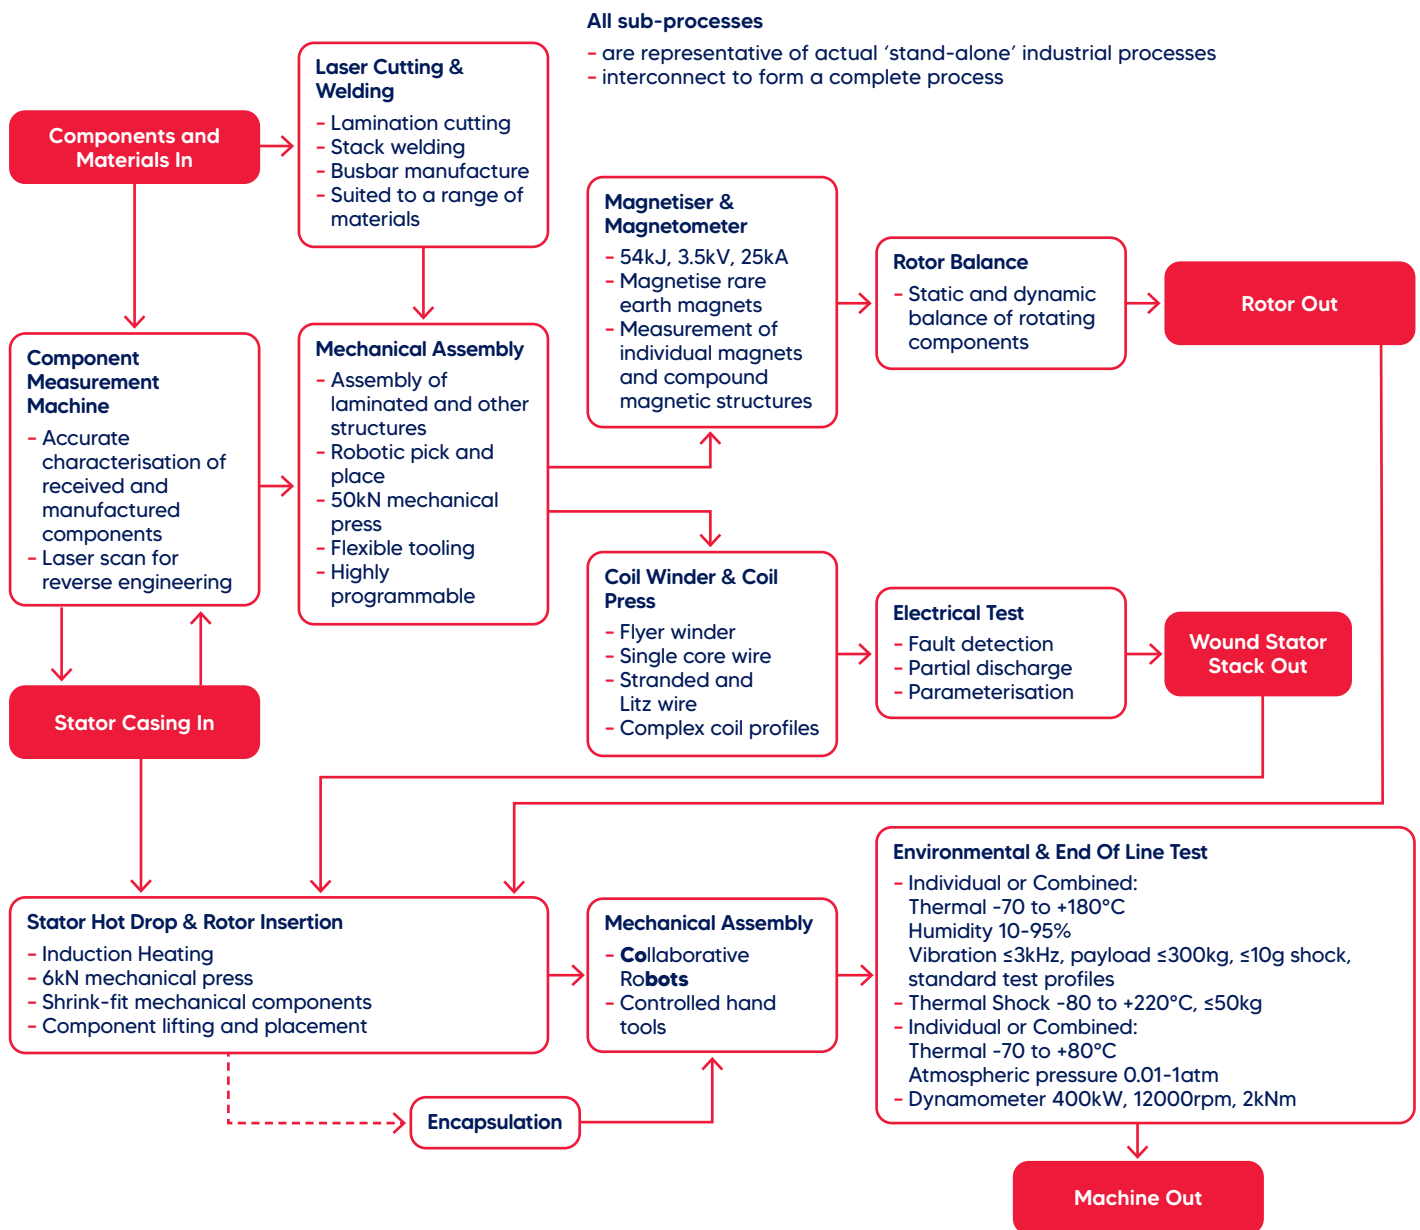 All sub-processes
- are representative of actual ‘stand-alone’ industrial processes
- interconnect to form a complete process
Components and
Materials In
Laser Cutting &
Welding
- Lamination cutting
- Stack welding
- Busbar manufacture
- Suited to a range of
materials
Component
Measurement
Machine
- Accurate
characterisation of
received and
manufactured
components
- Laser scan for
reverse engineering
Mechanical Assembly
- Assembly of
laminated and other
structures
- Robotic pick and
place
- 50kN mechanical
press
- Flexible tooling
- Highly
programmable
Magnetiser &
Magnetometer
- 54kJ, 3.5kV, 25kA
- Magnetise rare
earth magnets
- Measurement of
individual magnets
and compound
magnetic structures
Rotor Balance
- Static and dynamic
balance of rotating
components
Rotor Out
Coil Winder & Coil
Press
- Flyer winder
- Single core wire
- Stranded and
Litz wire
- Complex coil profiles
Electrical Test
- Fault detection
- Partial discharge
- Parameterisation
Wound Stator
Stack Out
Stator Casing In
Stator Hot Drop & Rotor Insertion
- Induction Heating
- 6kN mechanical press
- Shrink-fit mechanical components
- Component lifting and placement
Encapsulation
Mechanical Assembly
- Collaborative
Robots
- Controlled hand
tools
Environmental & End Of Line Test
- Individual or Combined:
Thermal -70 to +180°C
Humidity 10-95%
Vibration ≤3kHz, payload ≤300kg, ≤10g shock,
standard test profiles
- Thermal Shock -80 to +220°C, ≤50kg
- Individual or Combined:
Thermal -70 to +80°C
Atmospheric pressure 0.01-1atm
- Dynamometer 400kW, 12000rpm, 2kNm
Machine Out